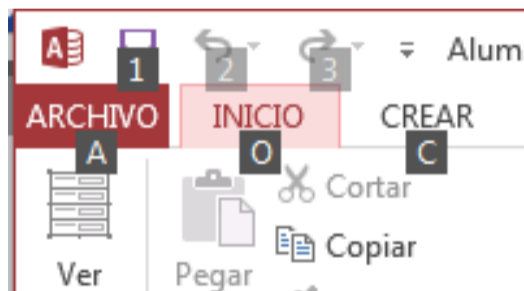 A
1 2 3 Alum
ARCHIVO INICIO CREAR
A O C
Cortar
Copiar
Ver Pegar